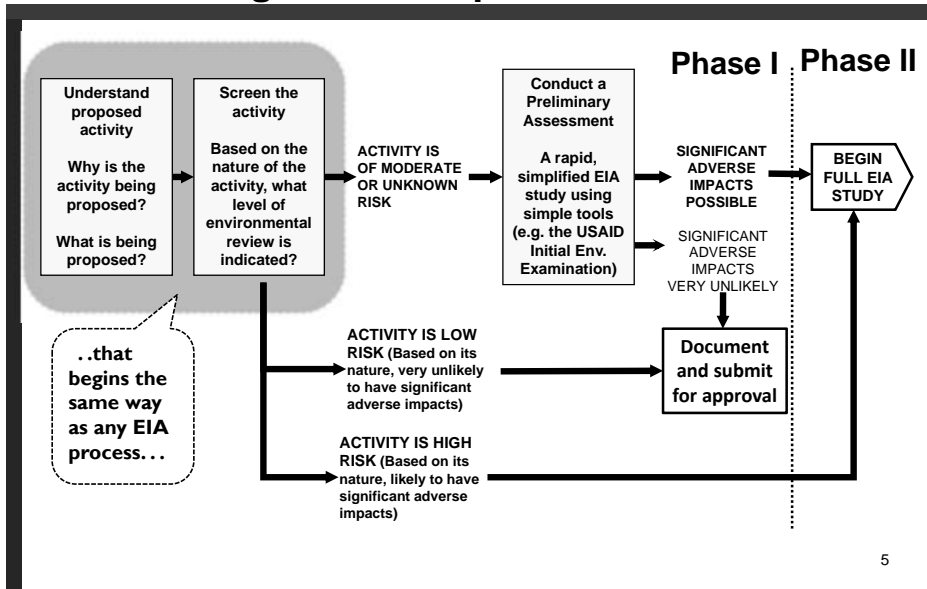 Phase I
Phase II
Understand
proposed
activity
Why is the
activity being
proposed?
What is being
proposed?
Screen the
activity
Based on the
nature of the
activity, what
level of
environmental
review is
indicated?
ACTIVITY IS
OF MODERATE
OR UNKNOWN
RISK
Conduct a
Preliminary
Assessment
A rapid,
simplified EIA
study using
simple tools
(e.g. the USAID
Initial Env.
Examination)
SIGNIFICANT
ADVERSE
IMPACTS
POSSIBLE
SIGNIFICANT
ADVERSE
IMPACTS
VERY UNLIKELY
BEGIN
FULL EIA
STUDY
. .that
begins the
same way
as any EIA
process. . .
ACTIVITY IS LOW
RISK (Based on its
nature, very unlikely
to have significant
adverse impacts)
Document
and submit
for approval
ACTIVITY IS HIGH
RISK (Based on its
nature, likely to have
significant adverse
impacts)
5